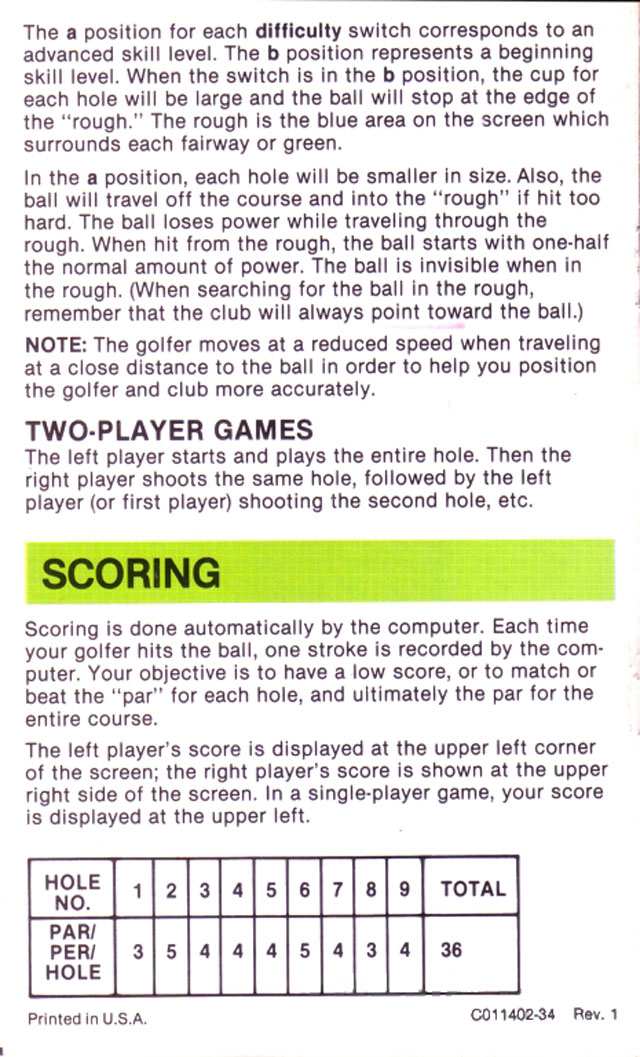 The a position for each difficulty switch corresponds to an
advanced skill level. The b position represents a beginning
skill level. When the switch is in the b position, the cup for
each hole will be large and the ball will stop at the edge of
the "rough." The rough is the blue area on the screen which
surrounds each fairway or green.
In the a position, each hole will be smaller in size. Also, the
ball will travel off the course and into the "rough" if hit too
hard. The ball loses power while traveling through the
rough. When hit from the rough, the ball starts with one-half
the normal amount of power. The ball is invisible when in
the rough. (When searching for the ball in the rough,
remember that the club will always point toward the ball.)
NOTE: The golfer moves at a reduced speed when traveling
at a close distance to the ball in order to help you position
the golfer and club more accurately.
TWO-PLAYER GAMES
The left player starts and plays the entire hole. Then the
right player shoots the same hole, followed by the left
player (or first player) shooting the second hole, etc.
SCORING
Scoring is done automatically by the computer. Each time
your golfer hits the ball, one stroke is recorded by the com-
puter. Your objective is to have a low score, or to match or
beat the "par" for each hole, and ultimately the par for the
entire course.
The left player's score is displayed at the upper left corner
of the screen; the right player's score is shown at the upper
right side of the screen. In a single-player game, your score
is displayed at the upper left.
HOLE NO. 1 2 3 4 5 6 7 8 9 TOTAL
PAR/ PER/ HOLE 3 5 4 4 4 5 4 3 4 36
Printed in U.S.A. C011402-34 Rev. 1